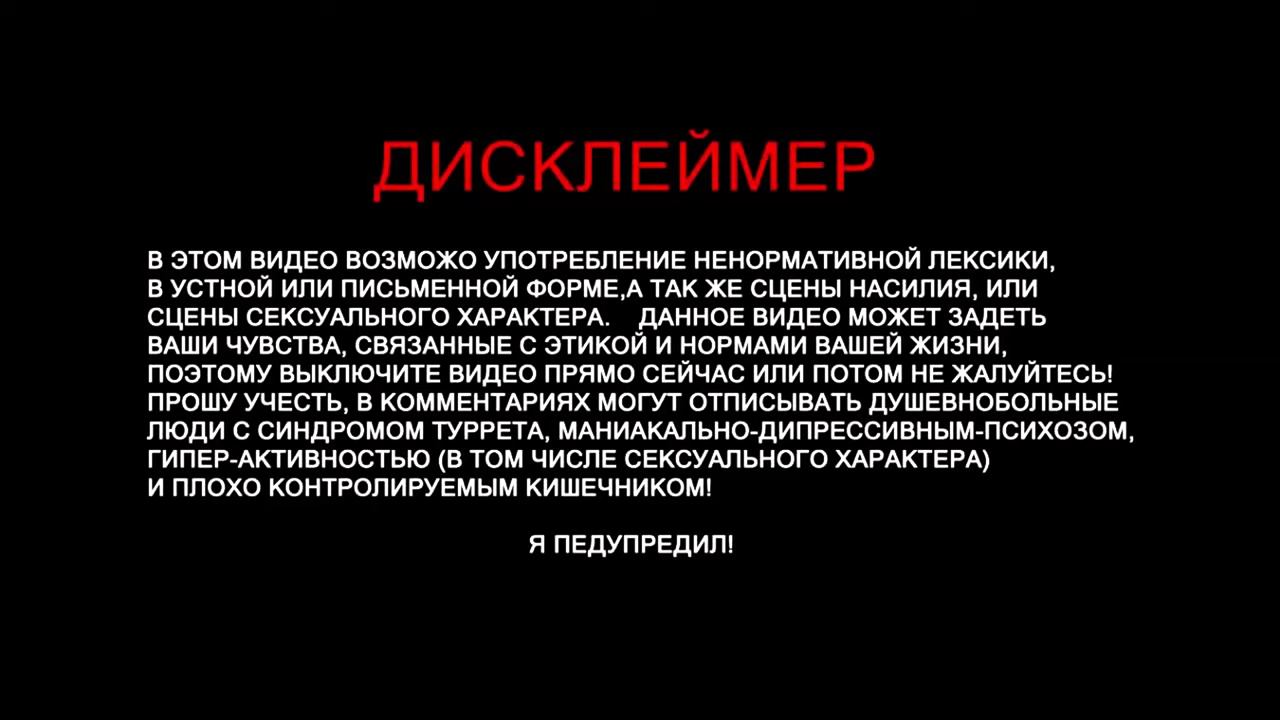 ДИСКЛЕЙМЕР
В ЭТОМ ВИДЕО ВОЗМОЖО УПОТРЕБЛЕНИЕ НЕНОРМАТИВНОЙ ЛЕКСИКИ,
В УСТНОЙ ИЛИ ПИСЬМЕННОЙ ФОРМЕ,А ТАК ЖЕ СЦЕНЫ НАСИЛИЯ, ИЛИ
СЦЕНЫ СЕКСУАЛЬНОГО ХАРАКТЕРА. ДАННОЕ ВИДЕО МОЖЕТ ЗАДЕТЬ
ВАШИ ЧУВСТВА, СВЯЗАННЫЕ С ЭТИКОЙ И НОРМАМИ ВАШЕЙ ЖИЗНИ,
ПОЭТОМУ ВЫКЛЮЧИТЕ ВИДЕО ПРЯМО СЕЙЧАС ИЛИ ПОТОМ НЕ ЖАЛУЙТЕСЬ!
ПРОШУ УЧЕСТЬ, В КОММЕНТАРИЯХ МОГУТ ОТПИСЫВАТЬ ДУШЕВНОБОЛЬНЫЕ
ЛЮДИ С СИНДРОМОМ ТУРРЕТА, МАНИАКАЛЬНО-ДИПРЕССИВНЫМ-ПСИХОЗОМ,
ГИПЕР-АКТИВНОСТЬЮ (В ТОМ ЧИСЛЕ СЕКСУАЛЬНОГО ХАРАКТЕРА)
И ПЛОХО КОНТРОЛИРУЕМЫМ КИШЕЧНИКОМ!
Я ПЕДУПРЕДИЛ!